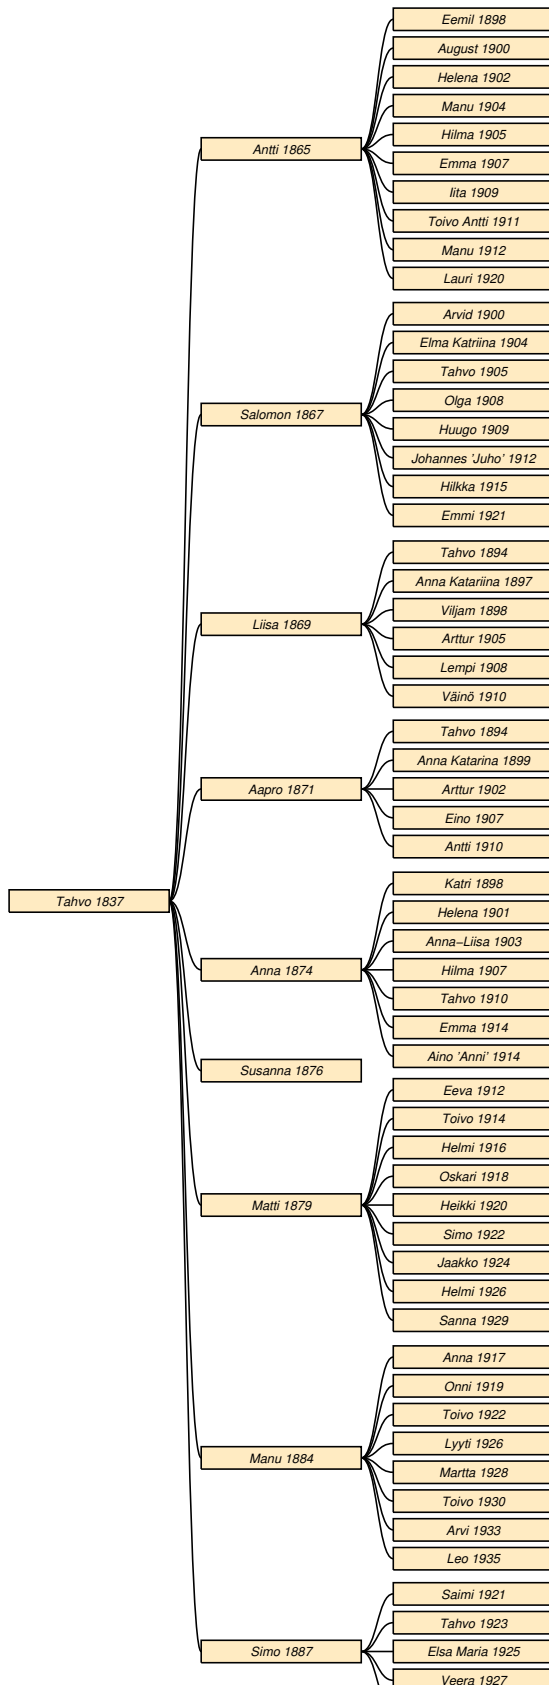 Tahvo 1837
Antti 1865
Eemil 1898
August 1900
Helena 1902
Manu 1904
Hilma 1905
Emma 1907
Iita 1909
Toivo Antti 1911
Manu 1912
Lauri 1920
Salomon 1867
Arvid 1900
Elma Katriina 1904
Tahvo 1905
Olga 1908
Huugo 1909
Johannes 'Juho' 1912
Hilkka 1915
Emmi 1921
Liisa 1869
Tahvo 1894
Anna Katariina 1897
Viljam 1898
Arttur 1905
Lempi 1908
Väinö 1910
Aapro 1871
Tahvo 1894
Anna Katarina 1899
Arttur 1902
Eino 1907
Antti 1910
Anna 1874
Katri 1898
Helena 1901
Anna−Liisa 1903
Hilma 1907
Tahvo 1910
Emma 1914
Aino 'Anni' 1914
Susanna 1876
Matti 1879
Eeva 1912
Toivo 1914
Helmi 1916
Oskari 1918
Heikki 1920
Simo 1922
Jaakko 1924
Helmi 1926
Sanna 1929
Manu 1884
Anna 1917
Onni 1919
Toivo 1922
Lyyti 1926
Martta 1928
Toivo 1930
Arvi 1933
Leo 1935
Simo 1887
Saimi 1921
Tahvo 1923
Elsa Maria 1925
Veera 1927